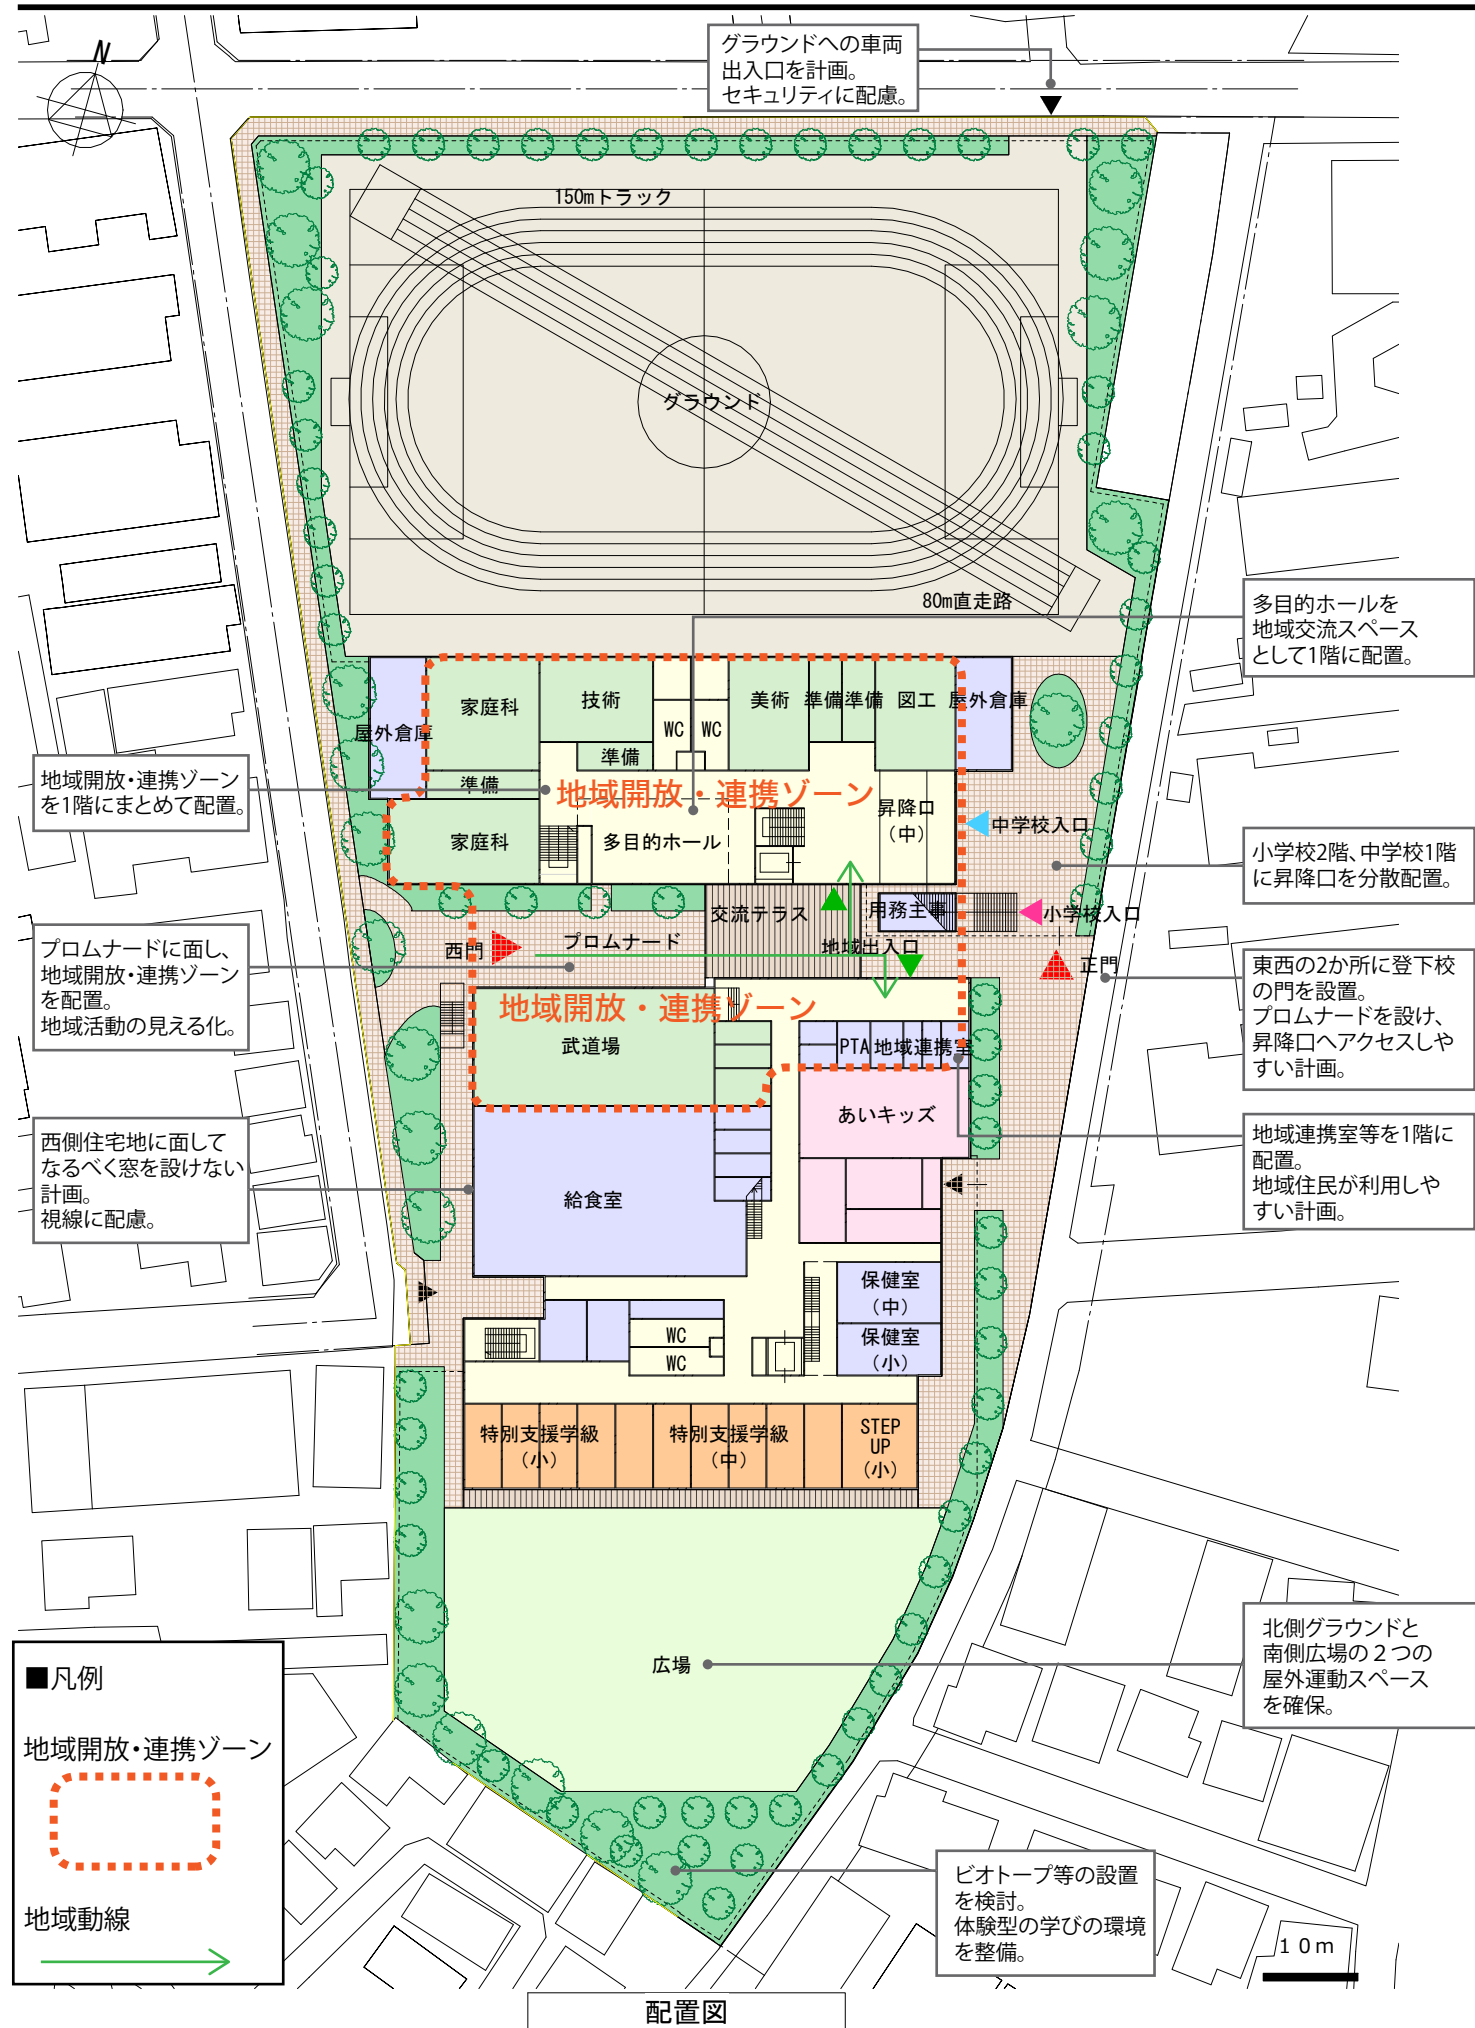 N
グラウンドへの車両
出入口を計画。
セキュリティに配慮。
150mトラック
グラウンド
80m直走路
多目的ホールを
地域交流スペース
として1階に配置。
屋外倉庫
家庭科
技術
WC
WC
美術
準備
準備
図工
屋外倉庫
準備
準備
地域開放・連携ゾーン
を1階にまとめて配置。
地域開放・連携ゾーン
家庭科
多目的ホール
昇降口
（中）
中学校入口
小学校2階、中学校1階
に昇降口を分散配置。
交流テラス
用務主事
小学校入口
プロムナードに面し、
地域開放・連携ゾーン
を配置。
地域活動の見える化。
西門
プロムナード
地域出入口
正門
東西の2か所に登下校
の門を設置。
プロムナードを設け、
昇降口へアクセスしや
すい計画。
地域開放・連携ゾーン
武道場
PTA
地域連携室
あいキッズ
西側住宅地に面して
なるべく窓を設けない
計画。
視線に配慮。
地域連携室等を1階に
配置。
地域住民が利用しや
すい計画。
給食室
保健室
（中）
保健室
（小）
WC
WC
特別支援学級
（小）
特別支援学級
（中）
STEP
UP
（小）
広場
北側グラウンドと
南側広場の２つの
屋外運動スペース
を確保。
■凡例
地域開放・連携ゾーン
地域動線
ビオトープ等の設置
を検討。
体験型の学びの環境
を整備。
10m
配置図